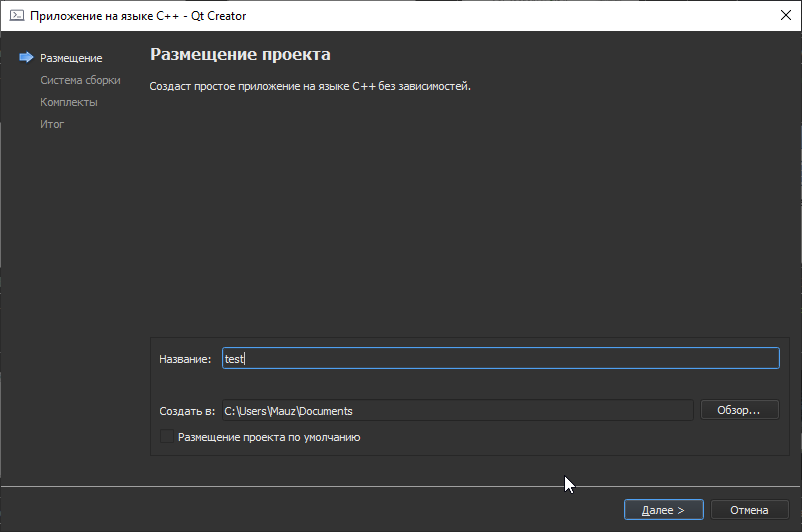 Приложение на языке C++ - Qt Creator
Размещение
Система сборки
Комплекты
Итог
Размещение проекта
Создаст простое приложение на языке C++ без зависимостей.
Название:
test
Создать в:
C:\Users\Mauz\Documents
Обзор...
Размещение проекта по умолчанию
Далее >
Отмена